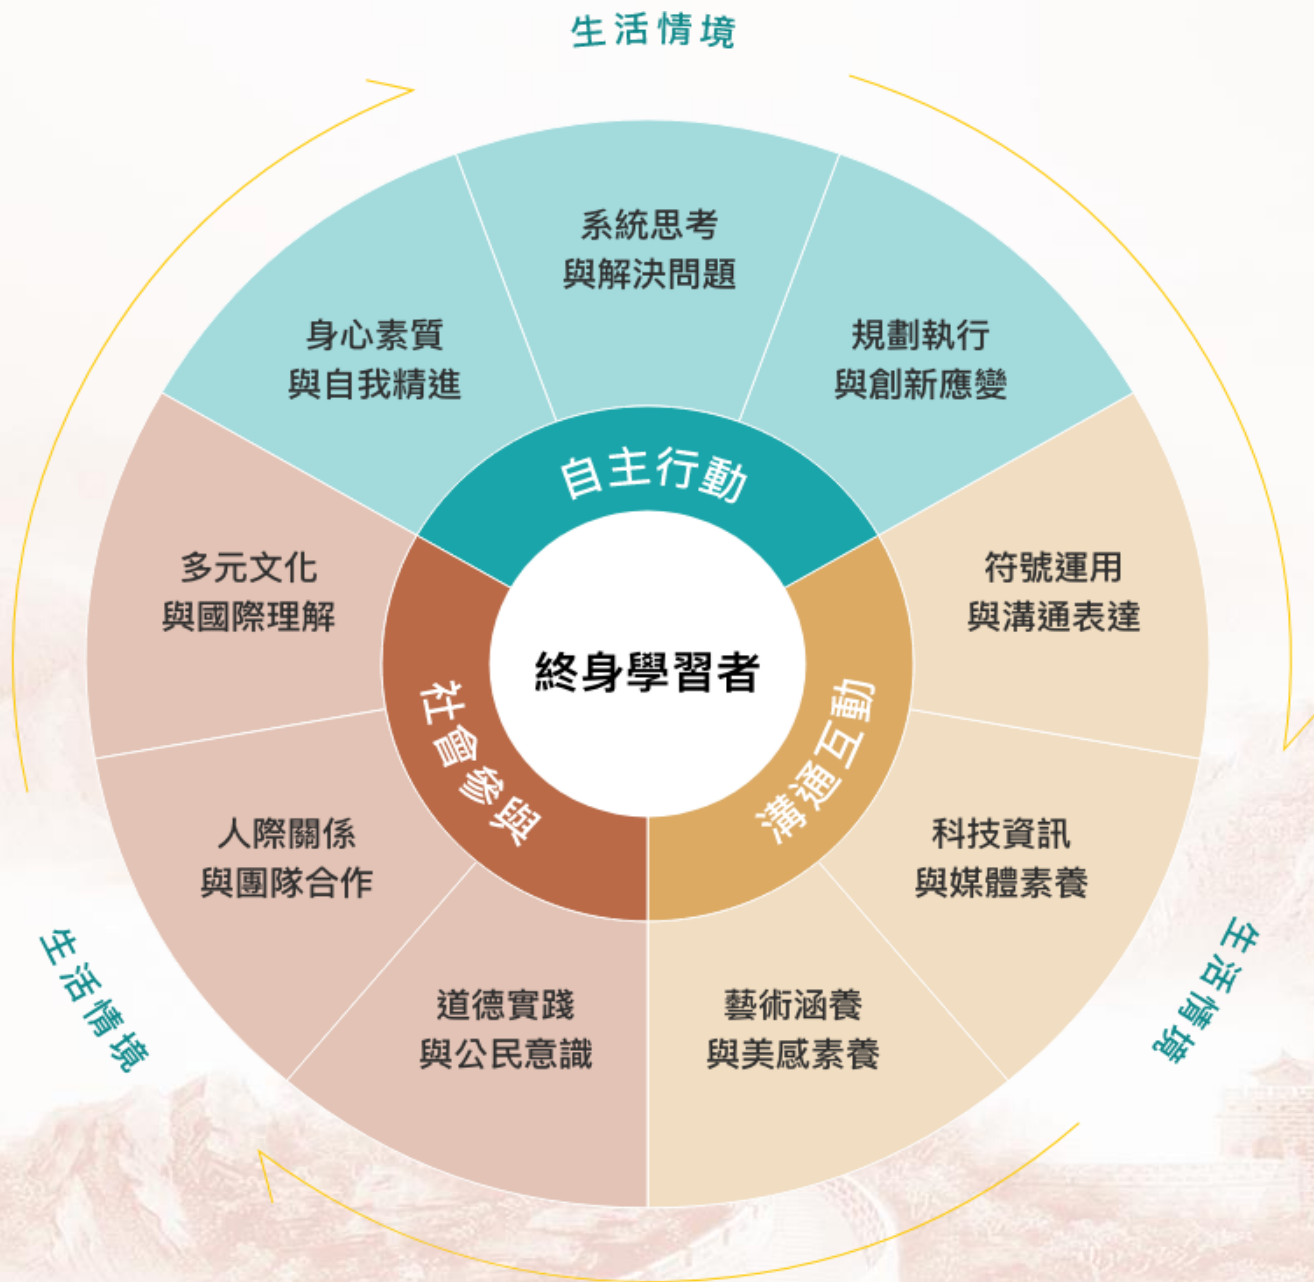 生活情境
系統思考
與解決問題
身心素質
與自我精進
規劃執行
與創新應變
自主行動
多元文化
與國際理解
符號運用
與溝通表達
終身學習者
社會參與
溝通互動
人際關係
與團隊合作
科技資訊
與媒體素養
道德實踐
與公民意識
藝術涵養
與美感素養
生活情境
生活情境